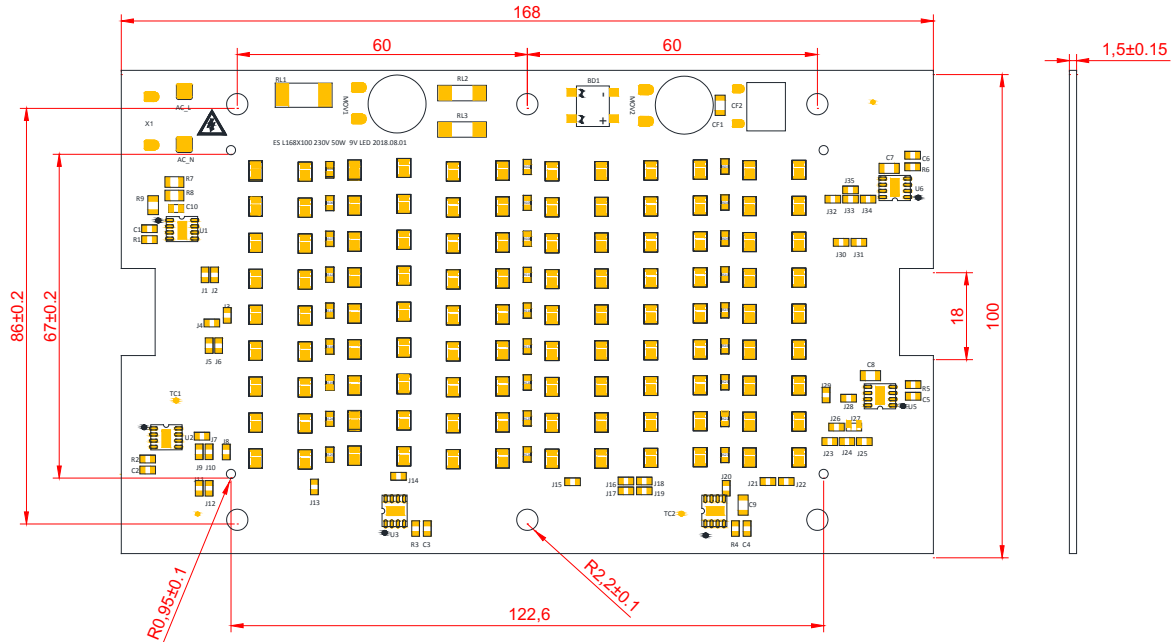 168
60
60
1,5±0.15
RL1
MOV1
RL2
BD1
-
+
MOV2
CF2
CF1
RL3
AC_L
X1
AC_N
ES L168X100 230V 50W 9V LED 2018.08.01
R7
R8
R9
C10
C1
R1
U1
C7
C6
R6
U6
J35
J32
J33
J34
J30
J31
J1
J2
J3
J4
J5
J6
86±0.2
67±0.2
18
100
TC1
C8
R5
C5
U5
J29
J28
J26
J27
J23
J24
J25
U2
J7
J8
R2
C2
J9
J10
J11
J12
J13
J14
J15
J16
J18
J17
J19
J20
J21
J22
U3
R3
C3
TC2
C9
R4
C4
U4
R0,95±0.1
R2,2±0.1
122,6